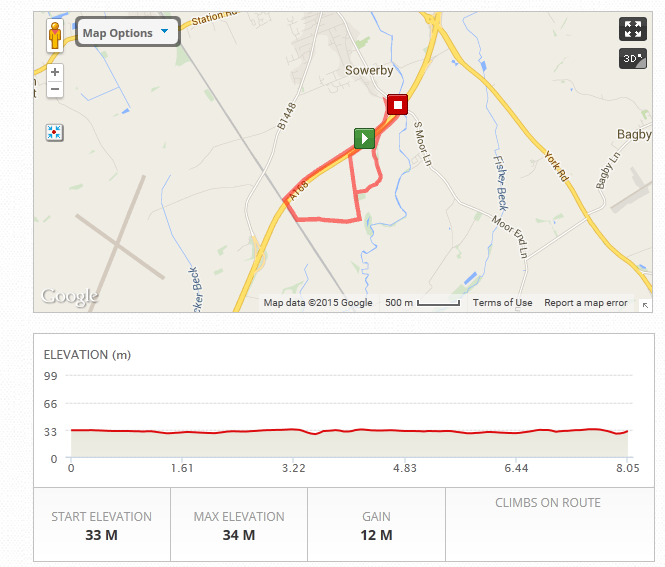 Station Rd
Map Options
3D
Sowerby
B1448
S Moor Ln
Bagby
York Rd
Bagby Ln
Fisher Beck
A168
Moor End Ln
cker Beck
Google
Map data ©2015 Google
500 m
Terms of Use
Report a map error
ELEVATION (m)
99
66
33
0
0 1.61 3.22 4.83 6.44 8.05
START ELEVATION
33 M
MAX ELEVATION
34 M
GAIN
12 M
CLIMBS ON ROUTE